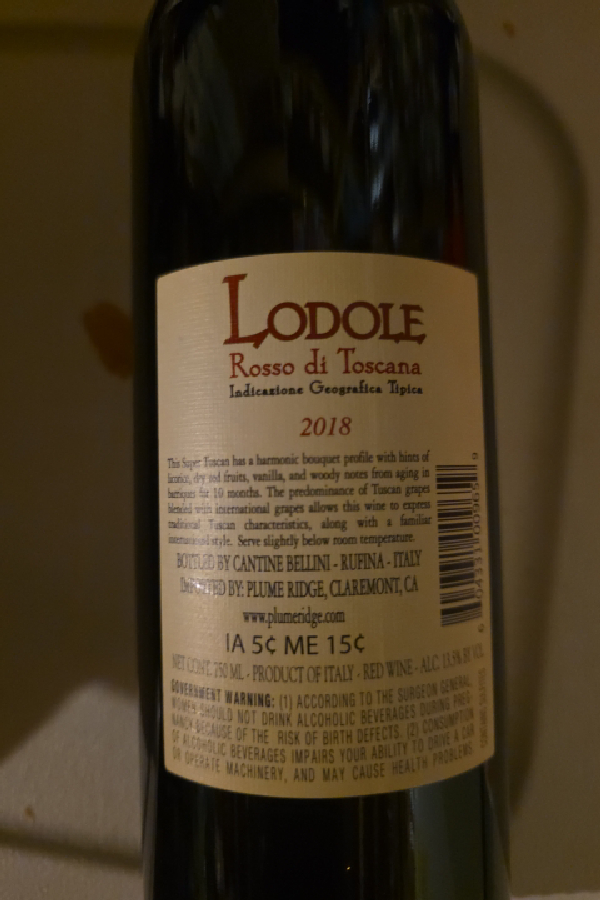 LODOLE
Rosso di Toscana
Indicazione Geografica Tipica
2018
This Super Tuscan has a harmonic bouquet profile with hints of
licorice, dry red fruits, vanilla, and woody notes from aging in
barriques for 10 months. The predominance of Tuscan grapes
blended with international grapes allows this wine to express
traditional Tuscan characteristics, along with a familiar
international style. Serve slightly below room temperature.
BOTTLED BY CANTINE BELLINI - RUFINA - ITALY
IMPORTED BY: PLUME RIDGE, CLAREMONT, CA
www.plumeridge.com
IA 5¢ ME 15¢
NET CONT. 750 ML - PRODUCT OF ITALY - RED WINE - ALC. 13.5% BY VOL
GOVERNMENT WARNING: (1) ACCORDING TO THE SURGEON GENERAL,
WOMEN SHOULD NOT DRINK ALCOHOLIC BEVERAGES DURING PREG-
NANCY BECAUSE OF THE RISK OF BIRTH DEFECTS. (2) CONSUMPTION
OF ALCOHOLIC BEVERAGES IMPAIRS YOUR ABILITY TO DRIVE A CAR
OR OPERATE MACHINERY, AND MAY CAUSE HEALTH PROBLEMS.